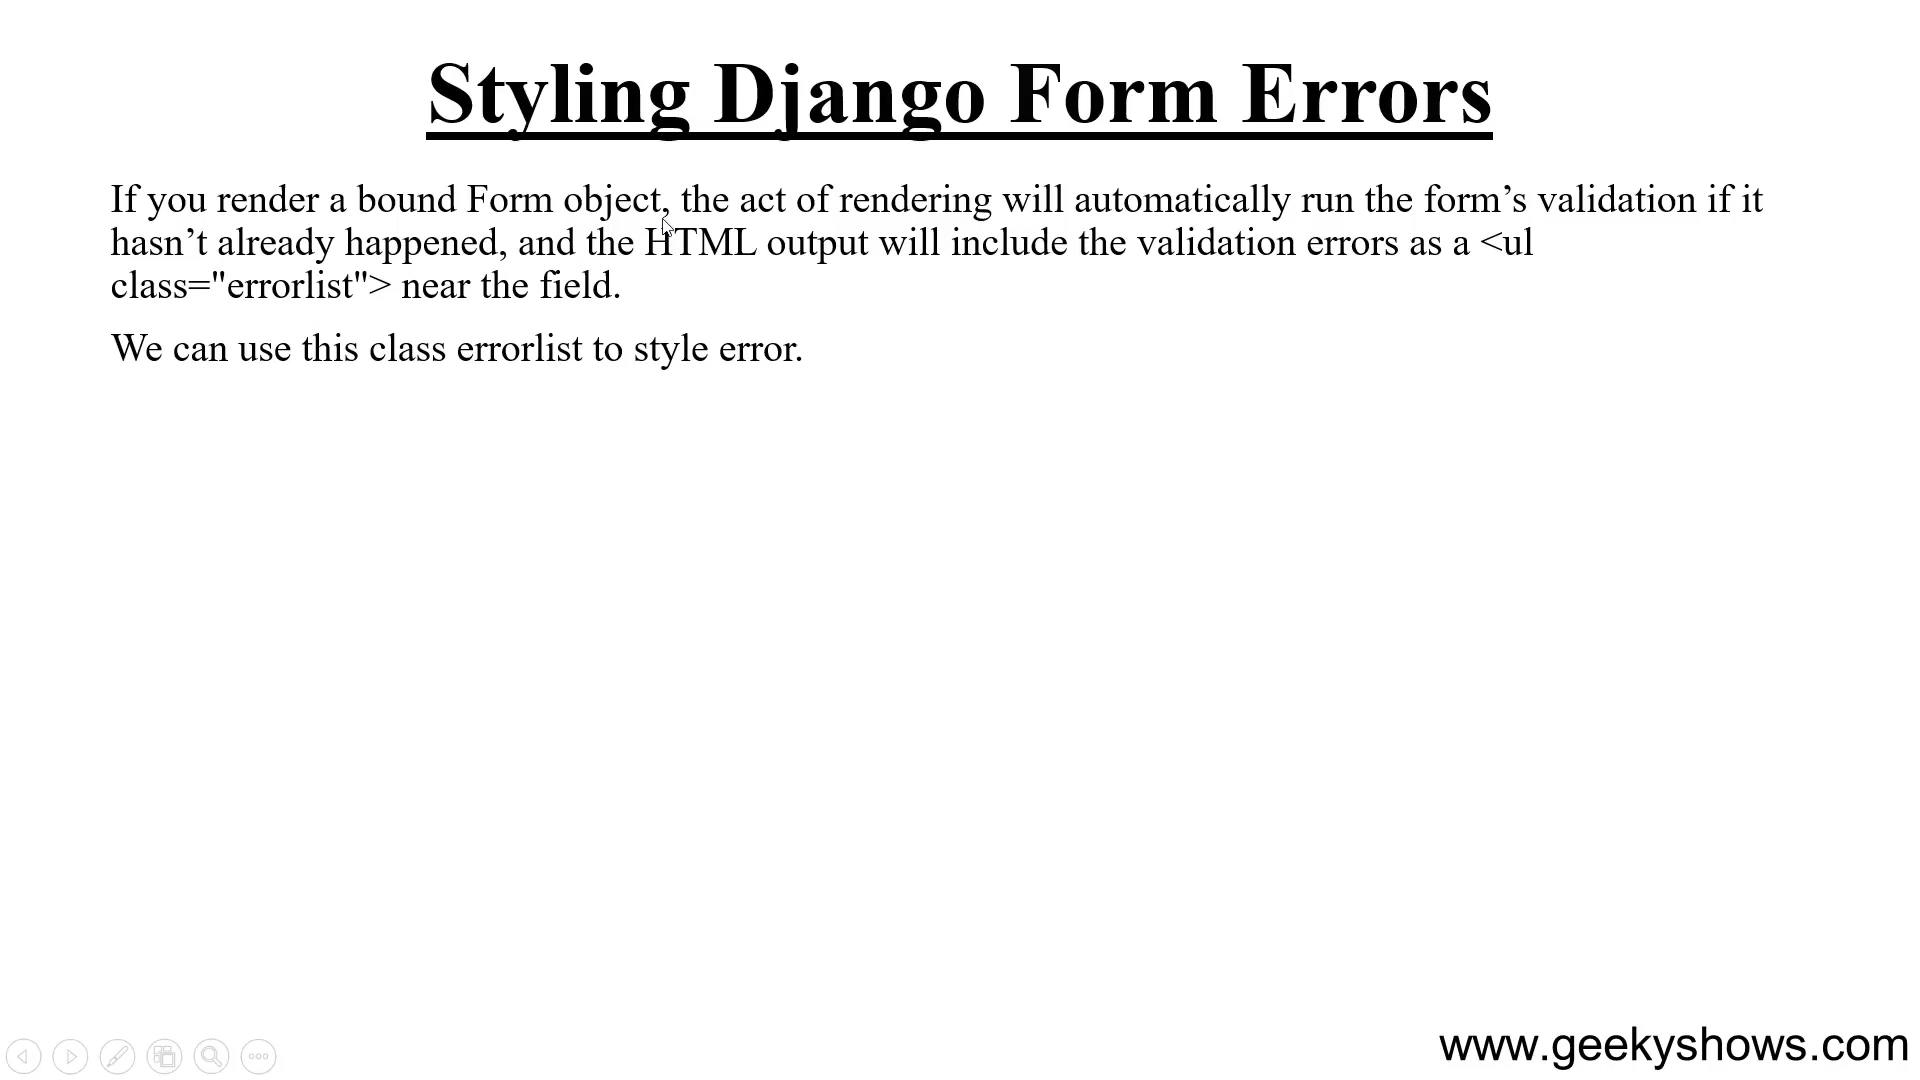 Styling Django Form Errors
If you render a bound Form object, the act of rendering will automatically run the form’s validation if it
hasn’t already happened, and the HTML output will include the validation errors as a <ul
class="errorlist"> near the field.
We can use this class errorlist to style error.
www.geekyshows.com